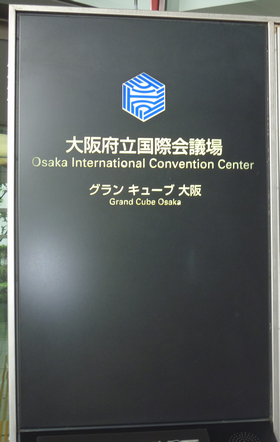 大阪府立国際会議場
Osaka International Convention Center
グラン キューブ 大阪
Grand Cube Osaka